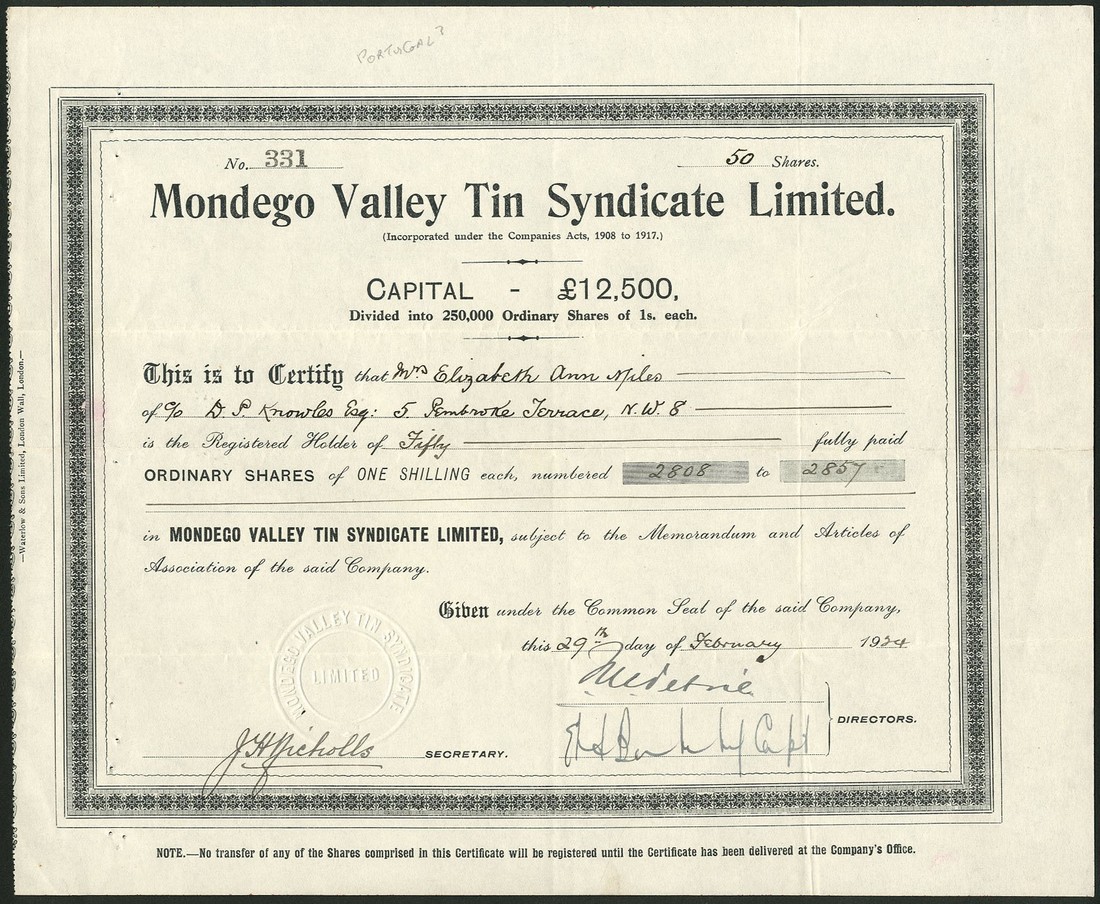 PORTUGAL?
No. 331 50 Shares.
Mondego Valley Tin Syndicate Limited.
(Incorporated under the Companies Acts, 1908 to 1917.)
CAPITAL - £12,500,
Divided into 250,000 Ordinary Shares of 1s. each.
This is to Certify that Mrs Elizabeth Ann Miles
of c/o D. P. Knowles Esq: 5 Pembroke Terrace, N.W. 8
is the Registered Holder of Fifty fully paid
ORDINARY SHARES of ONE SHILLING each, numbered 2808 to 2857
in MONDEGO VALLEY TIN SYNDICATE LIMITED, subject to the Memorandum and Articles of
Association of the said Company.
Given under the Common Seal of the said Company,
this 29th day of February 1924
MONDEGO VALLEY TIN SYNDICATE
LIMITED
DIRECTORS.
J H Nicholls SECRETARY.
NOTE.—No transfer of any of the Shares comprised in this Certificate will be registered until the Certificate has been delivered at the Company's Office.
—Waterlow & Sons Limited, London Wall, London.—